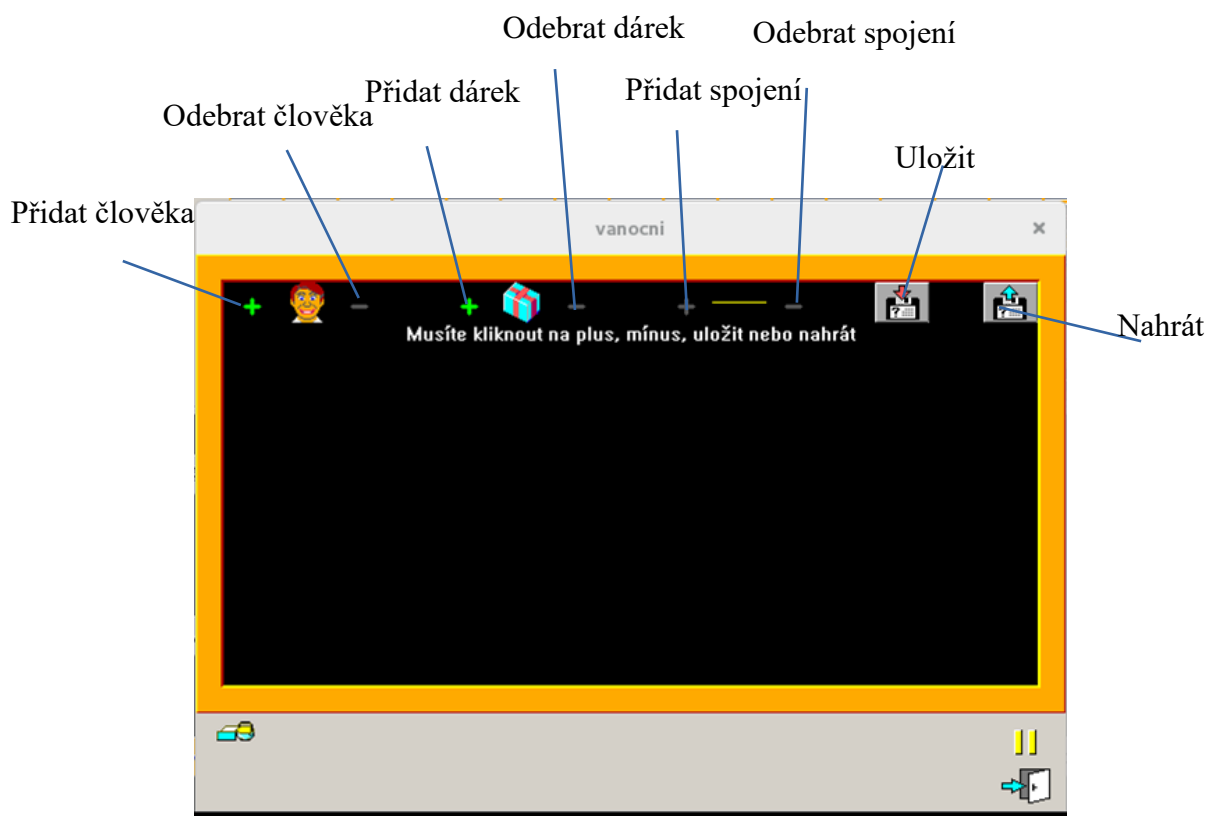 Odebrat dárek
Odebrat spojení
Přidat dárek
Přidat spojení
Odebrat člověka
Uložit
Přidat člověka
vanocni
Nahrát
Musíte kliknout na plus, mínus, uložit nebo nahrát